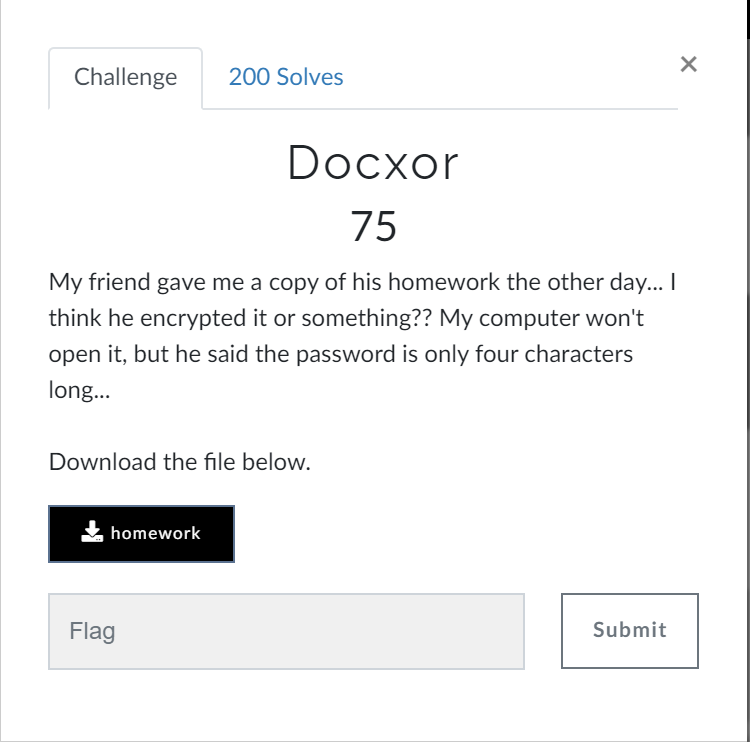 Challenge
200 Solves
×
Docxor
75
My friend gave me a copy of his homework the other day... I
think he encrypted it or something?? My computer won't
open it, but he said the password is only four characters
long...
Download the file below.
homework
Flag
Submit